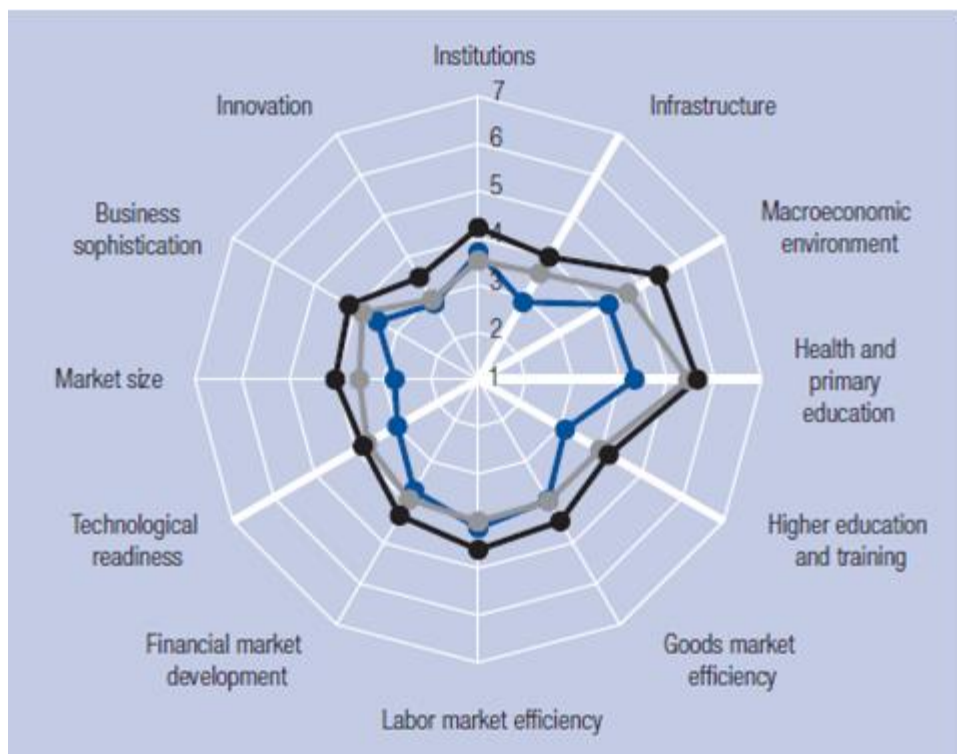 Institutions
7
Innovation
Infrastructure
6
5
Business
sophistication
Macroeconomic
environment
4
3
2
Market size
1
Health and
primary
education
Technological
readiness
Higher education
and training
Financial market
development
Goods market
efficiency
Labor market efficiency